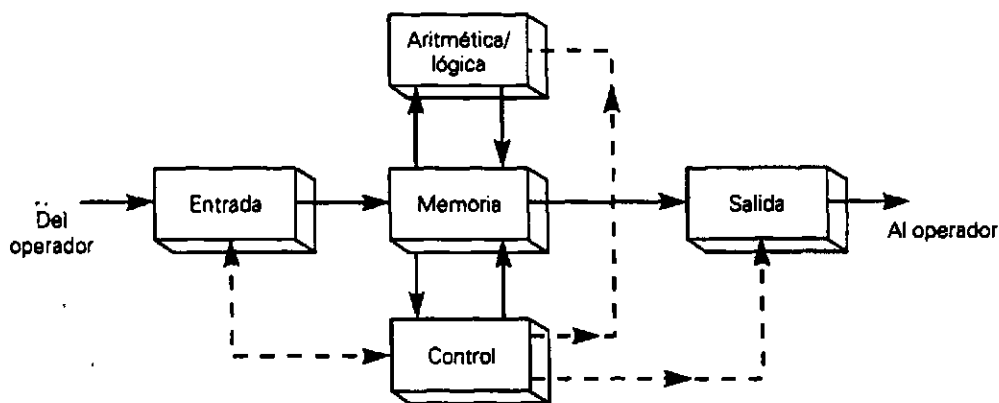 Aritmética/
lógica
Entrada
Memoria
Salida
Del
operador
Al operador
Control